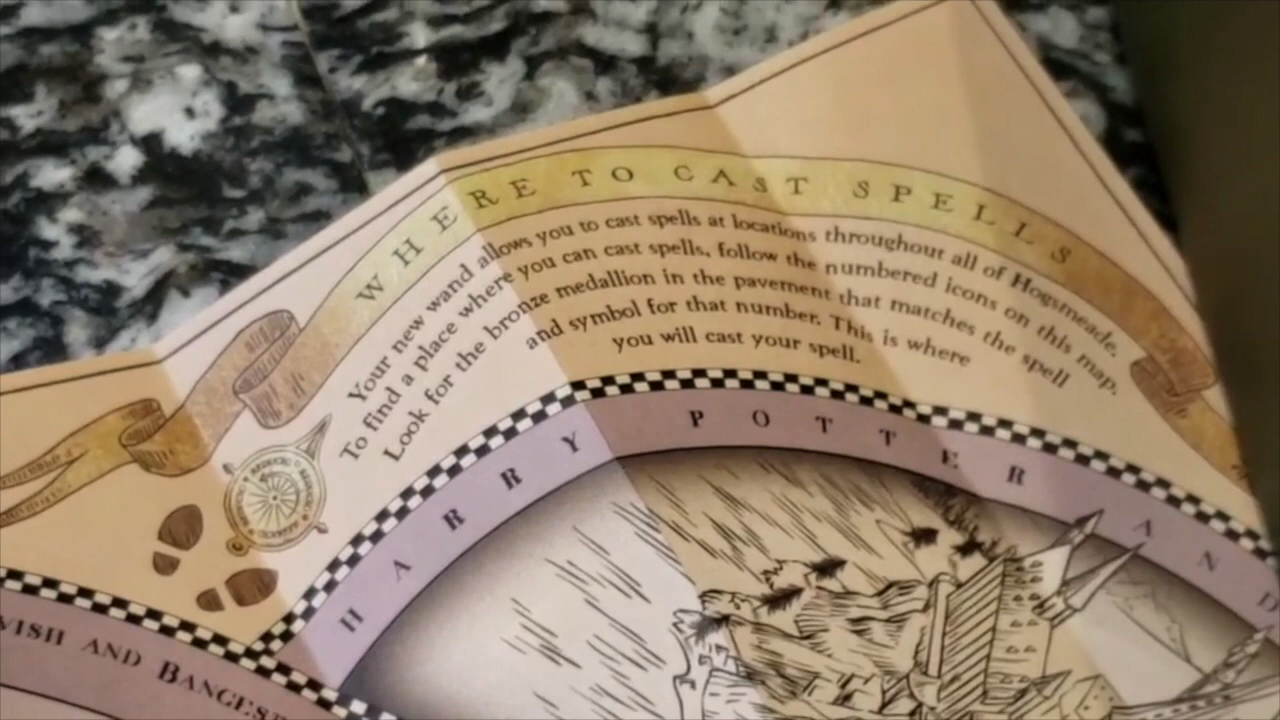 WHERE TO CAST SPELLS
Your new wand allows you to cast spells at locations throughout all of Hogsmeade.
To find a place where you can cast spells, follow the numbered icons on this map.
Look for the bronze medallion in the pavement that matches the spell
and symbol for that number. This is where
you will cast your spell.
HARRY POTTER AND
AND BANGES